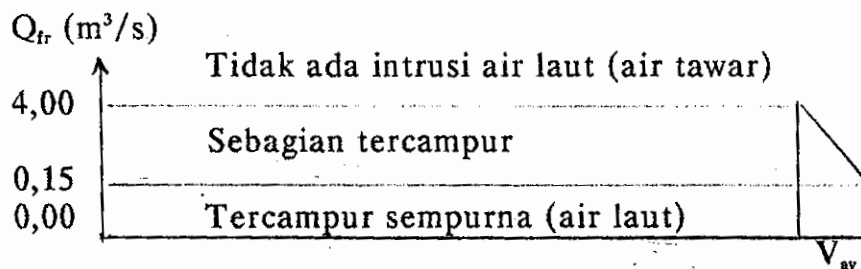 Q_fr (m³/s)
Tidak ada intrusi air laut (air tawar)
4,00
Sebagian tercampur
0,15
0,00 Tercampur sempurna (air laut)
V_av